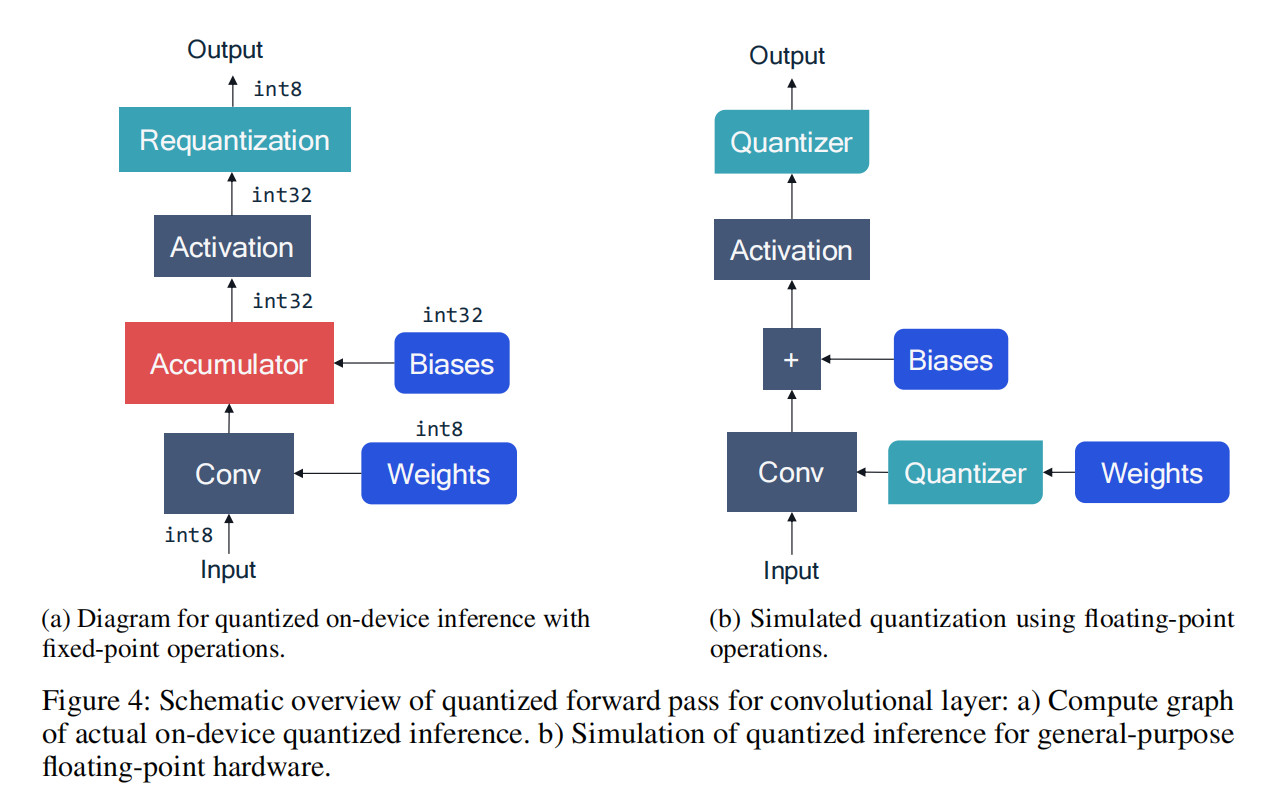 Output
int8
Requantization
int32
Activation
int32
int32
Accumulator
Biases
int8
Conv
Weights
int8
Input
(a) Diagram for quantized on-device inference with
fixed-point operations.
Output
Quantizer
Activation
+
Biases
Conv
Quantizer
Weights
Input
(b) Simulated quantization using floating-point
operations.
Figure 4: Schematic overview of quantized forward pass for convolutional layer: a) Compute graph
of actual on-device quantized inference. b) Simulation of quantized inference for general-purpose
floating-point hardware.